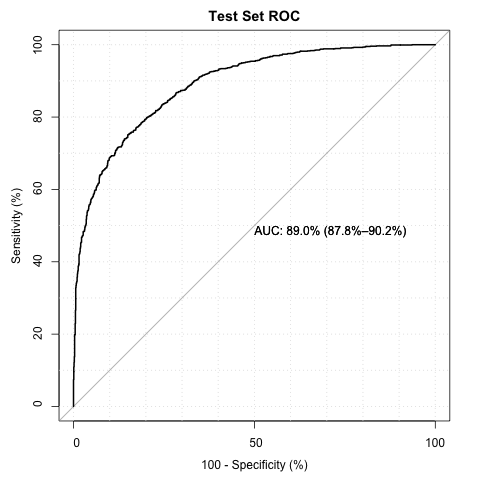 Test Set ROC
100
80
60
40
20
0
Sensitivity (%)
AUC: 89.0% (87.8%–90.2%)
0 50 100
100 - Specificity (%)